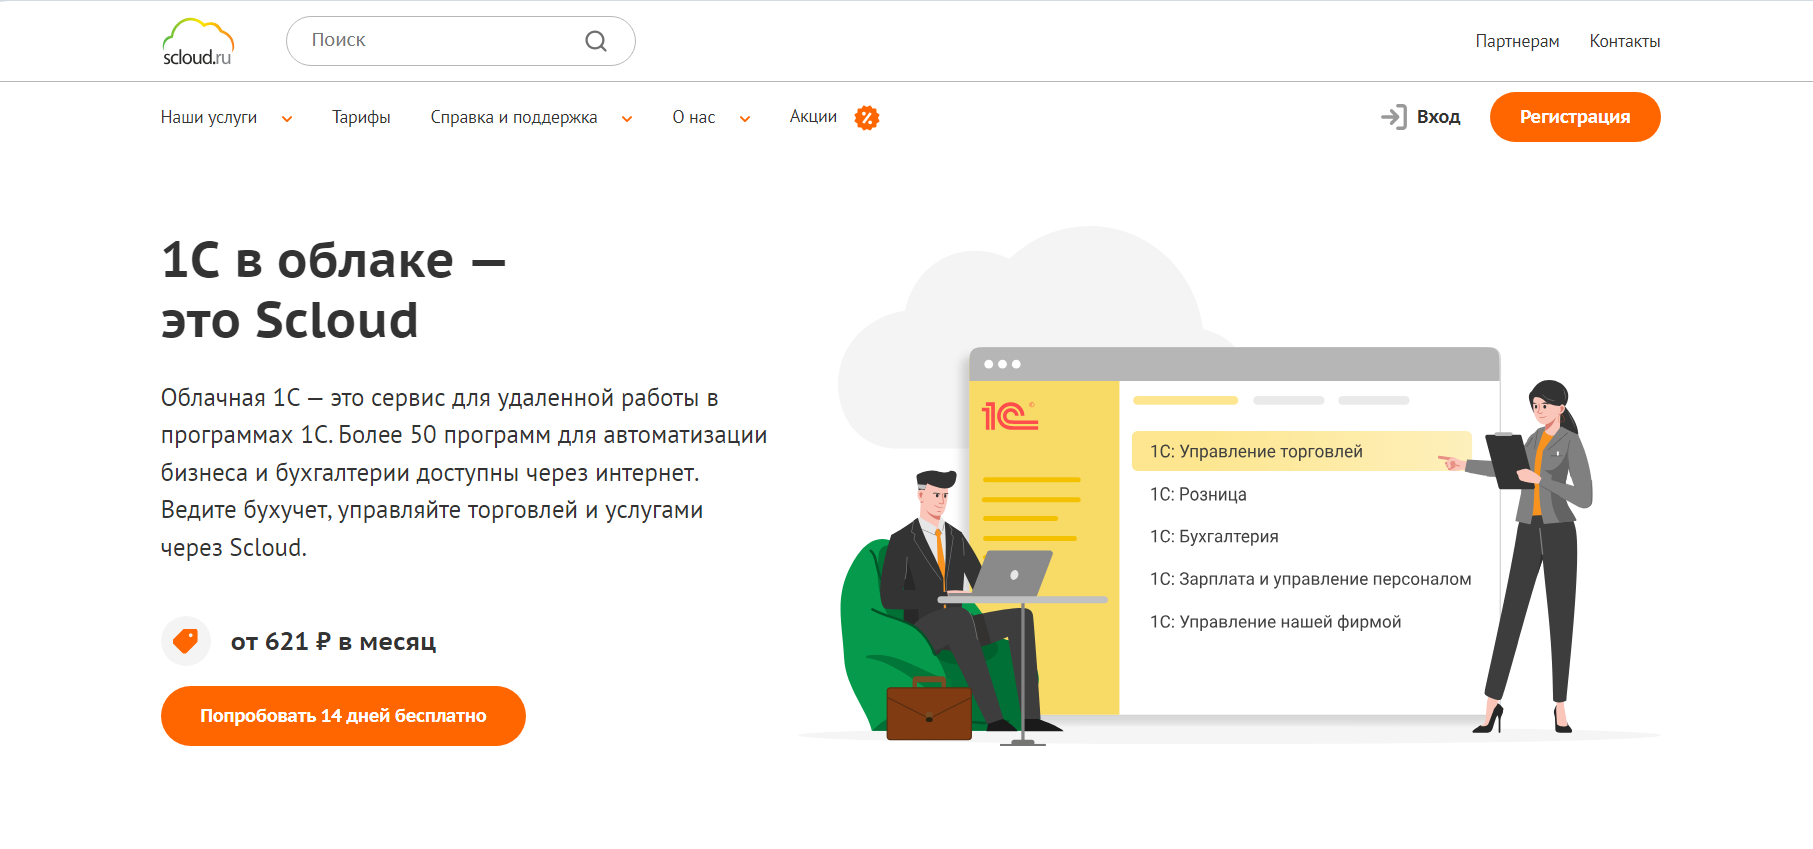 scloud.ru
Поиск
Партнерам
Контакты
Наши услуги
Тарифы
Справка и поддержка
О нас
Акции
%
Вход
Регистрация
1С в облаке —
это Scloud
Облачная 1С — это сервис для удаленной работы в
программах 1С. Более 50 программ для автоматизации
бизнеса и бухгалтерии доступны через интернет.
Ведите бухучет, управляйте торговлей и услугами
через Scloud.
от 621 ₽ в месяц
Попробовать 14 дней бесплатно
1С
1С: Управление торговлей
1С: Розница
1С: Бухгалтерия
1С: Зарплата и управление персоналом
1С: Управление нашей фирмой